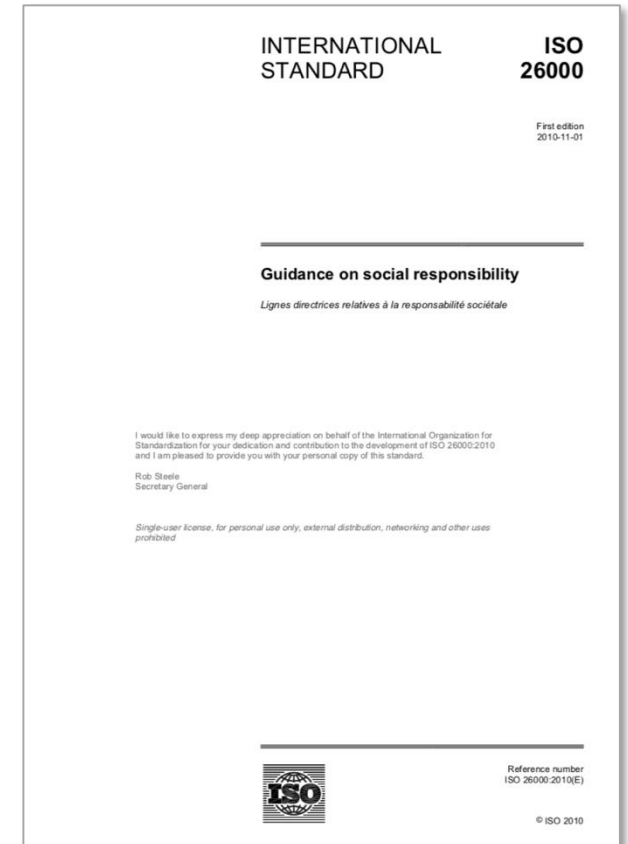 INTERNATIONAL
STANDARD
ISO
26000
First edition
2010-11-01
Guidance on social responsibility
Lignes directrices relatives à la responsabilité sociétale
I would like to express my deep appreciation on behalf of the International Organization for
Standardization for your dedication and contribution to the development of ISO 26000:2010
and I am pleased to provide you with your personal copy of this standard.
Rob Steele
Secretary General
Single-user license, for personal use only, external distribution, networking and other uses
prohibited
ISO
Reference number
ISO 26000:2010(E)
© ISO 2010